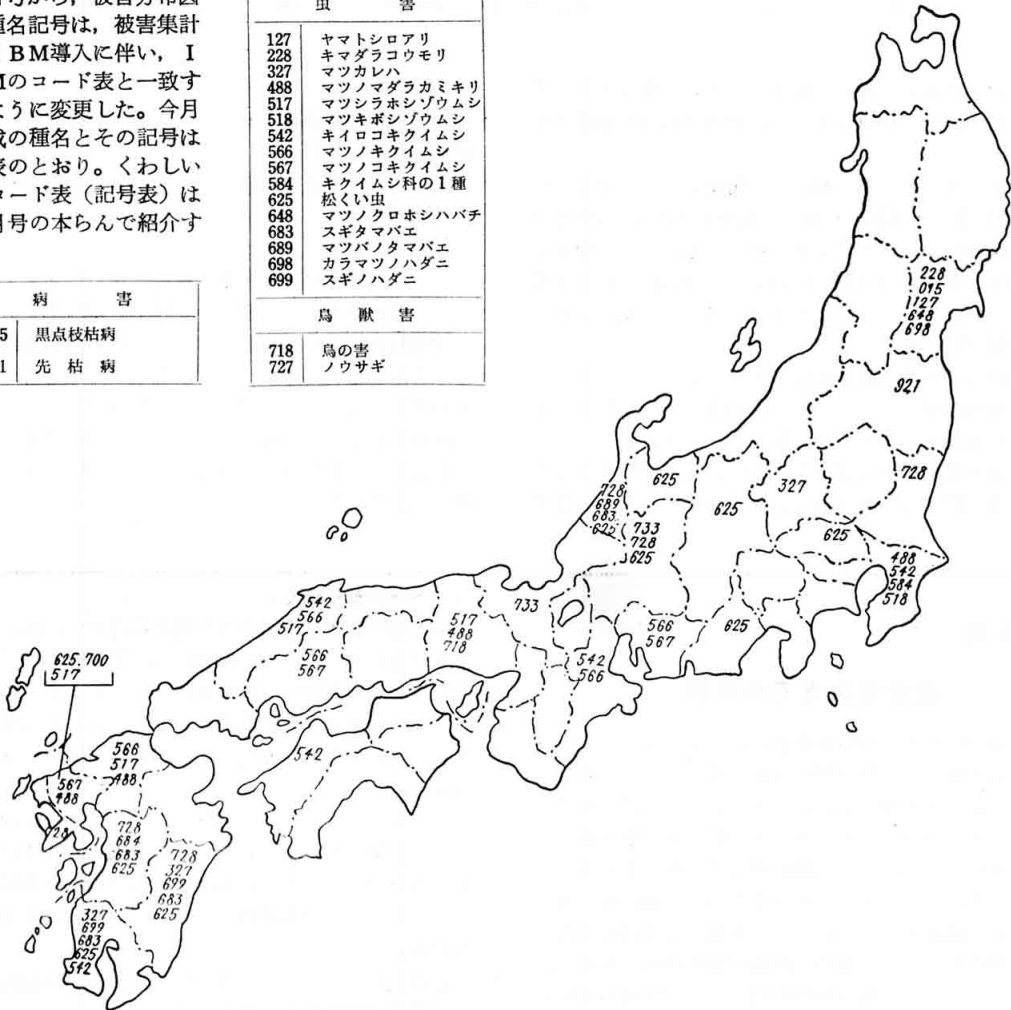 種名記号は，被害集計
BM導入に伴い，I
Mのコード表と一致す
ように変更した。今月
の種名とその記号は
表のとおり。くわしい
コード表（記号表）は
月号の本らんで紹介す
病　害
5 黒点枝枯病
1 先枯病
虫　害
127 ヤマトシロアリ
228 キマダラコウモリ
327 マツカレハ
488 マツノマダラカミキリ
517 マツシラホシゾウムシ
518 マツキボシゾウムシ
542 キイロコキクイムシ
566 マツノキクイムシ
567 マツノコキクイムシ
584 キクイムシ科の1種
625 松くい虫
648 マツノクロホシハバチ
683 スギタマバエ
689 マツバノタマバエ
698 カラマツノハダニ
699 スギノハダニ
鳥獣害
718 鳥の害
727 ノウサギ
228
015
127
648
698
921
728
327
625
625
625
728
689
683
625
733
728
625
488
542
584
518
625
566
567
733
542
566
517
488
718
542
566
517
566
567
542
625.700
517
566
517
488
567
488
728
684
683
625
728
327
699
683
625
327
699
683
625
542